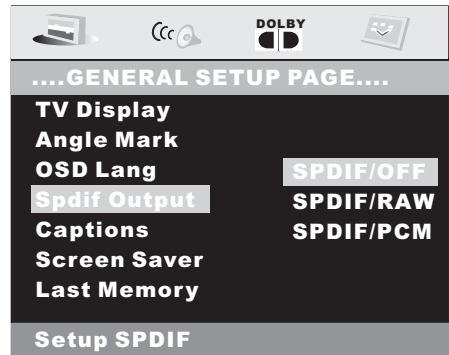 DOLBY
....GENERAL SETUP PAGE....
TV Display
Angle Mark
OSD Lang SPDIF/OFF
Spdif Output SPDIF/RAW
Captions SPDIF/PCM
Screen Saver
Last Memory
Setup SPDIF